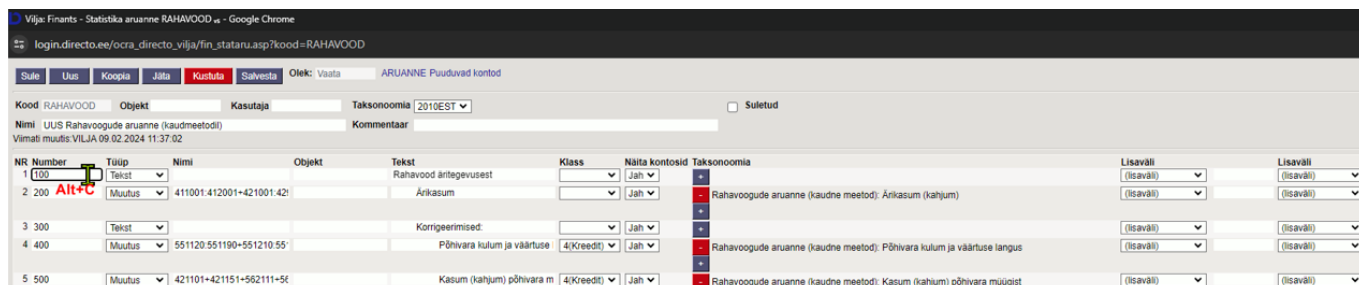 Vilja: Finants - Statistika aruanne RAHAVOOD v6 - Google Chrome
login.directo.ee/ocra_directo_vilja/fin_stataru.asp?kood=RAHAVOOD
Sule Uus Koopia Jäta Kustuta Salvesta Olek: Vaata ARUANNE Puuduvad kontod
Kood RAHAVOOD Objekt Kasutaja Taksonoomia 2010EST Suletud
Nimi UUS Rahavoogude aruanne (kaudmeetodil) Kommentaar
Viimati muutis:VILJA 09.02.2024 11:37:02
NR Number Tüüp Nimi Objekt Tekst Klass Näita kontosid Taksonoomia Lisaväli Lisaväli
1 100 Tekst Rahavood äritegevusest Jah + (lisaväli) (lisaväli)
Alt+C
2 200 Muutus 411001:412001+421001:42 Ärikasum Jah - Rahavoogude aruanne (kaudne meetod): Ärikasum (kahjum) (lisaväli) (lisaväli)
+
3 300 Tekst Korrigeerimised: Jah + (lisaväli) (lisaväli)
4 400 Muutus 551120:551190+551210:55 Põhivara kulum ja väärtuse 4(Kreedit) Jah - Rahavoogude aruanne (kaudne meetod): Põhivara kulum ja väärtuse langus (lisaväli) (lisaväli)
+
5 500 Muutus 421101+421151+562111+56 Kasum (kahjum) põhivara m 4(Kreedit) Jah - Rahavoogude aruanne (kaudne meetod): Kasum (kahjum) põhivara müügist (lisaväli) (lisaväli)